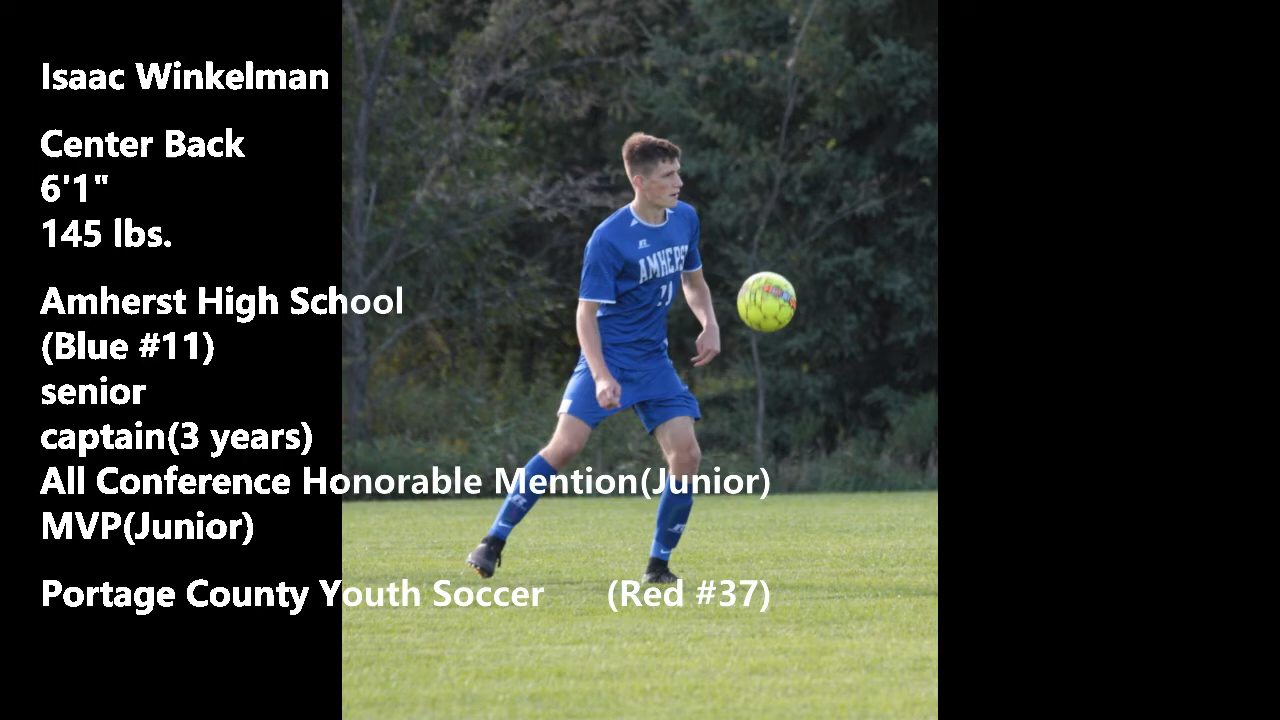 Isaac Winkelman
Center Back
6'1"
145 lbs.
Amherst High School
(Blue #11)
senior
captain(3 years)
All Conference Honorable Mention(Junior)
MVP(Junior)
Portage County Youth Soccer (Red #37)
AMHERST